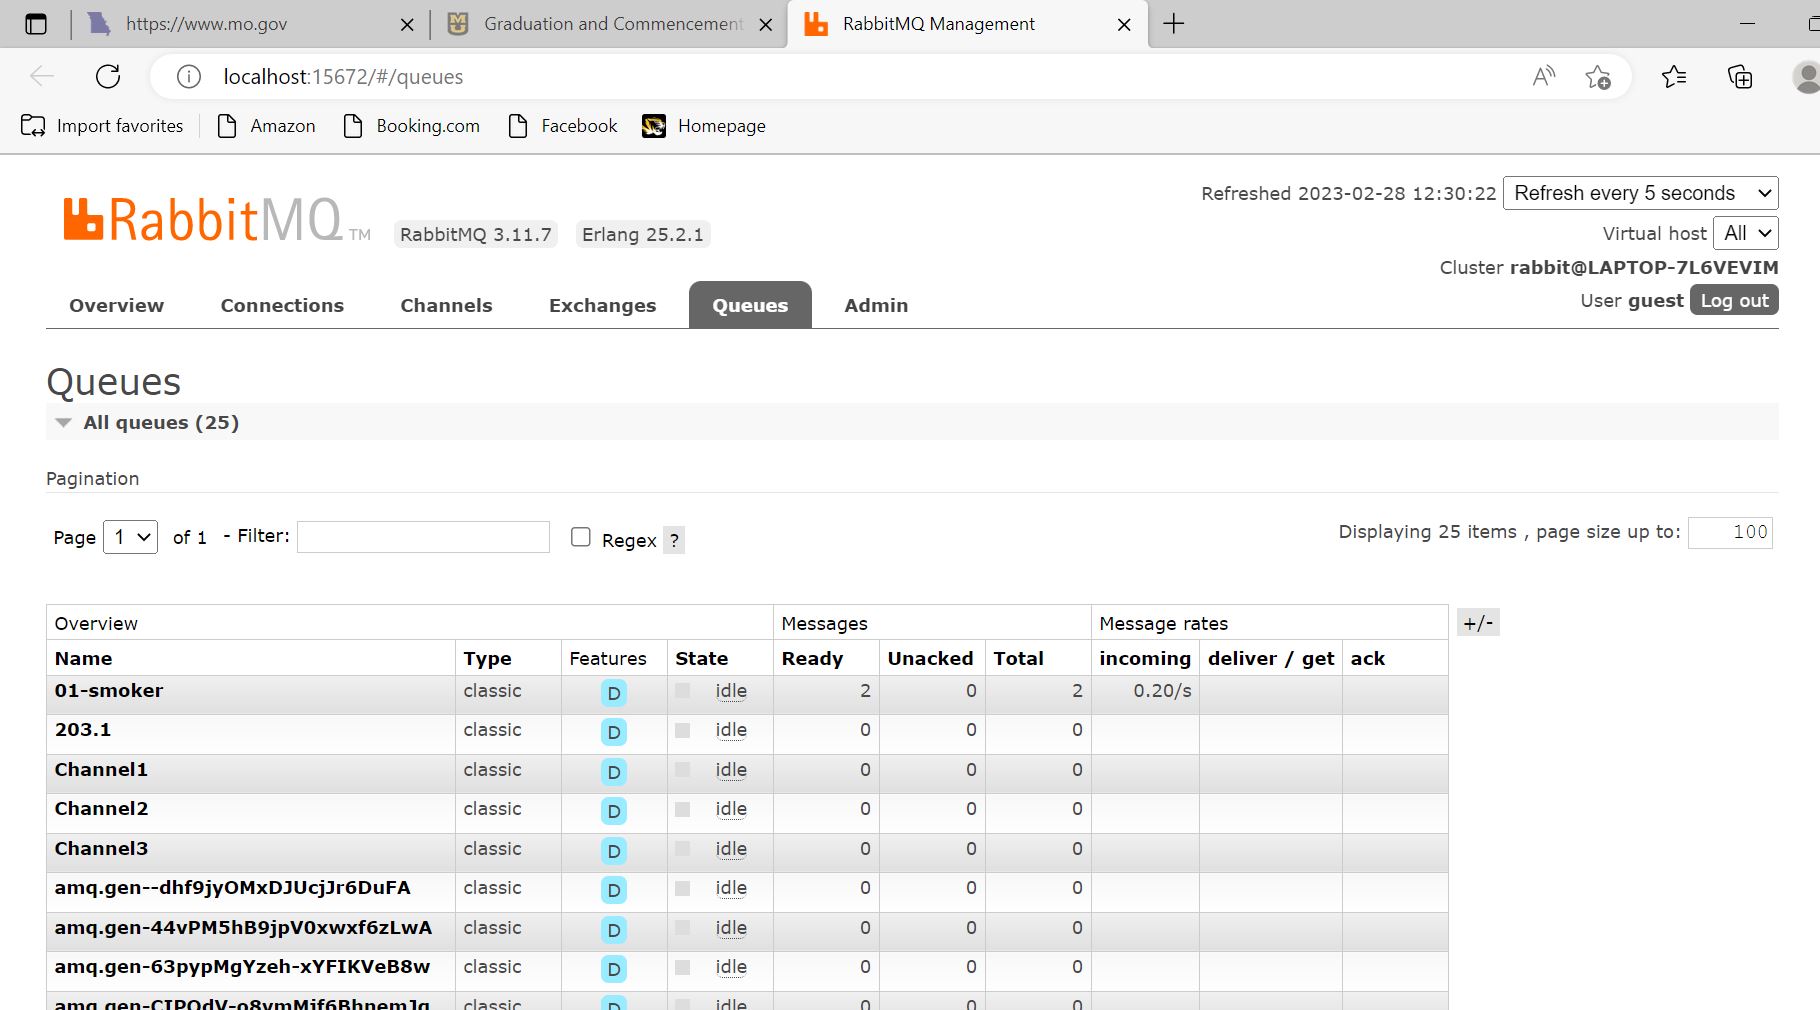 https://www.mo.gov
Graduation and Commencement
RabbitMQ Management
localhost:15672/#/queues
Import favorites
Amazon
Booking.com
Facebook
Homepage
RabbitMQ TM
RabbitMQ 3.11.7
Erlang 25.2.1
Refreshed 2023-02-28 12:30:22
Refresh every 5 seconds
Virtual host All
Cluster rabbit@LAPTOP-7L6VEVIM
User guest Log out
Overview Connections Channels Exchanges Queues Admin
Queues
All queues (25)
Pagination
Page 1 of 1 - Filter: Regex ?
Displaying 25 items , page size up to: 100
Overview Messages Message rates +/-
Name Type Features State Ready Unacked Total incoming deliver / get ack
01-smoker classic D idle 2 0 2 0.20/s
203.1 classic D idle 0 0 0
Channel1 classic D idle 0 0 0
Channel2 classic D idle 0 0 0
Channel3 classic D idle 0 0 0
amq.gen--dhf9jyOMxDJUcjJr6DuFA classic D idle 0 0 0
amq.gen-44vPM5hB9jpV0xwxf6zLwA classic D idle 0 0 0
amq.gen-63pypMgYzeh-xYFIKVeB8w classic D idle 0 0 0
classic D idle 0 0 0